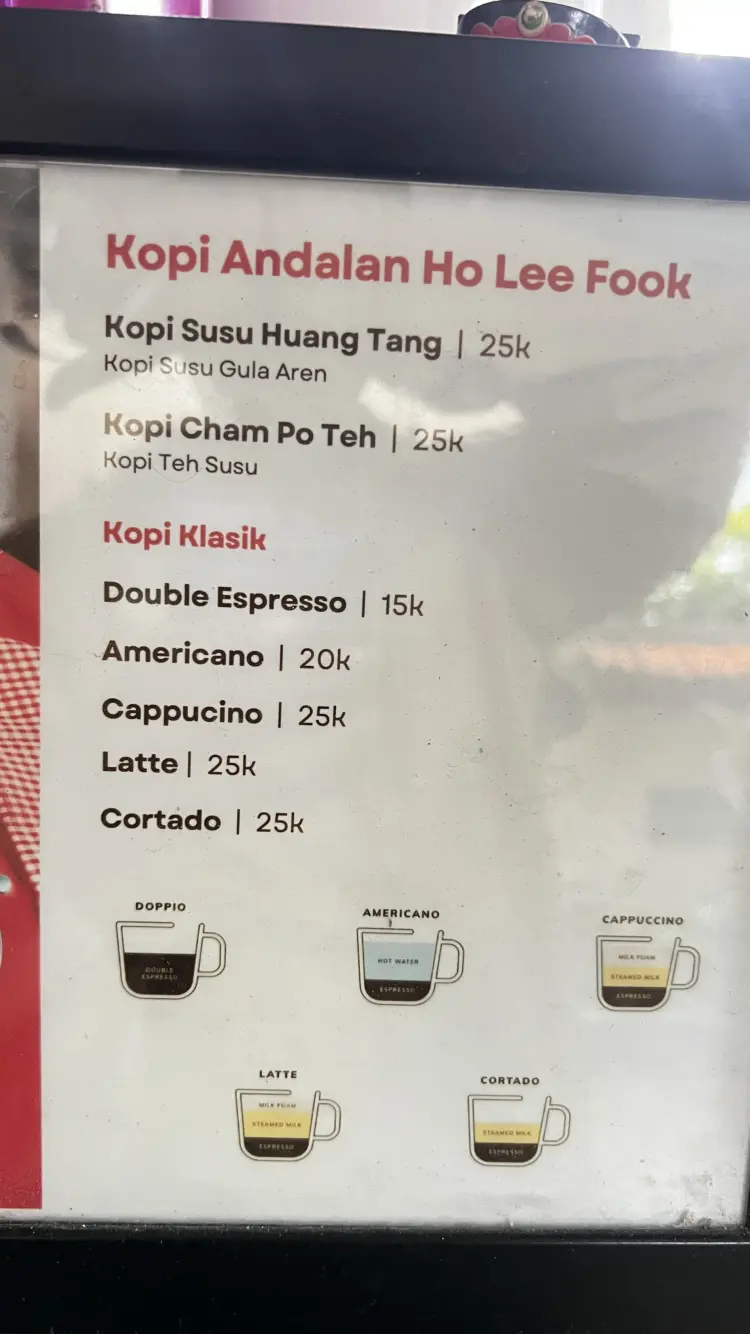 Kopi Andalan Ho Lee Fook
Kopi Susu Huang Tang | 25k
Kopi Susu Gula Aren
Kopi Cham Po Teh | 25k
Kopi Teh Susu
Kopi Klasik
Double Espresso | 15k
Americano | 20k
Cappucino | 25k
Latte | 25k
Cortado | 25k
DOPPIO
DOUBLE
ESPRESSO
AMERICANO
HOT WATER
ESPRESSO
CAPPUCCINO
MILK FOAM
STEAMED MILK
ESPRESSO
LATTE
MILK FOAM
STEAMED MILK
ESPRESSO
CORTADO
STEAMED MILK
ESPRESSO